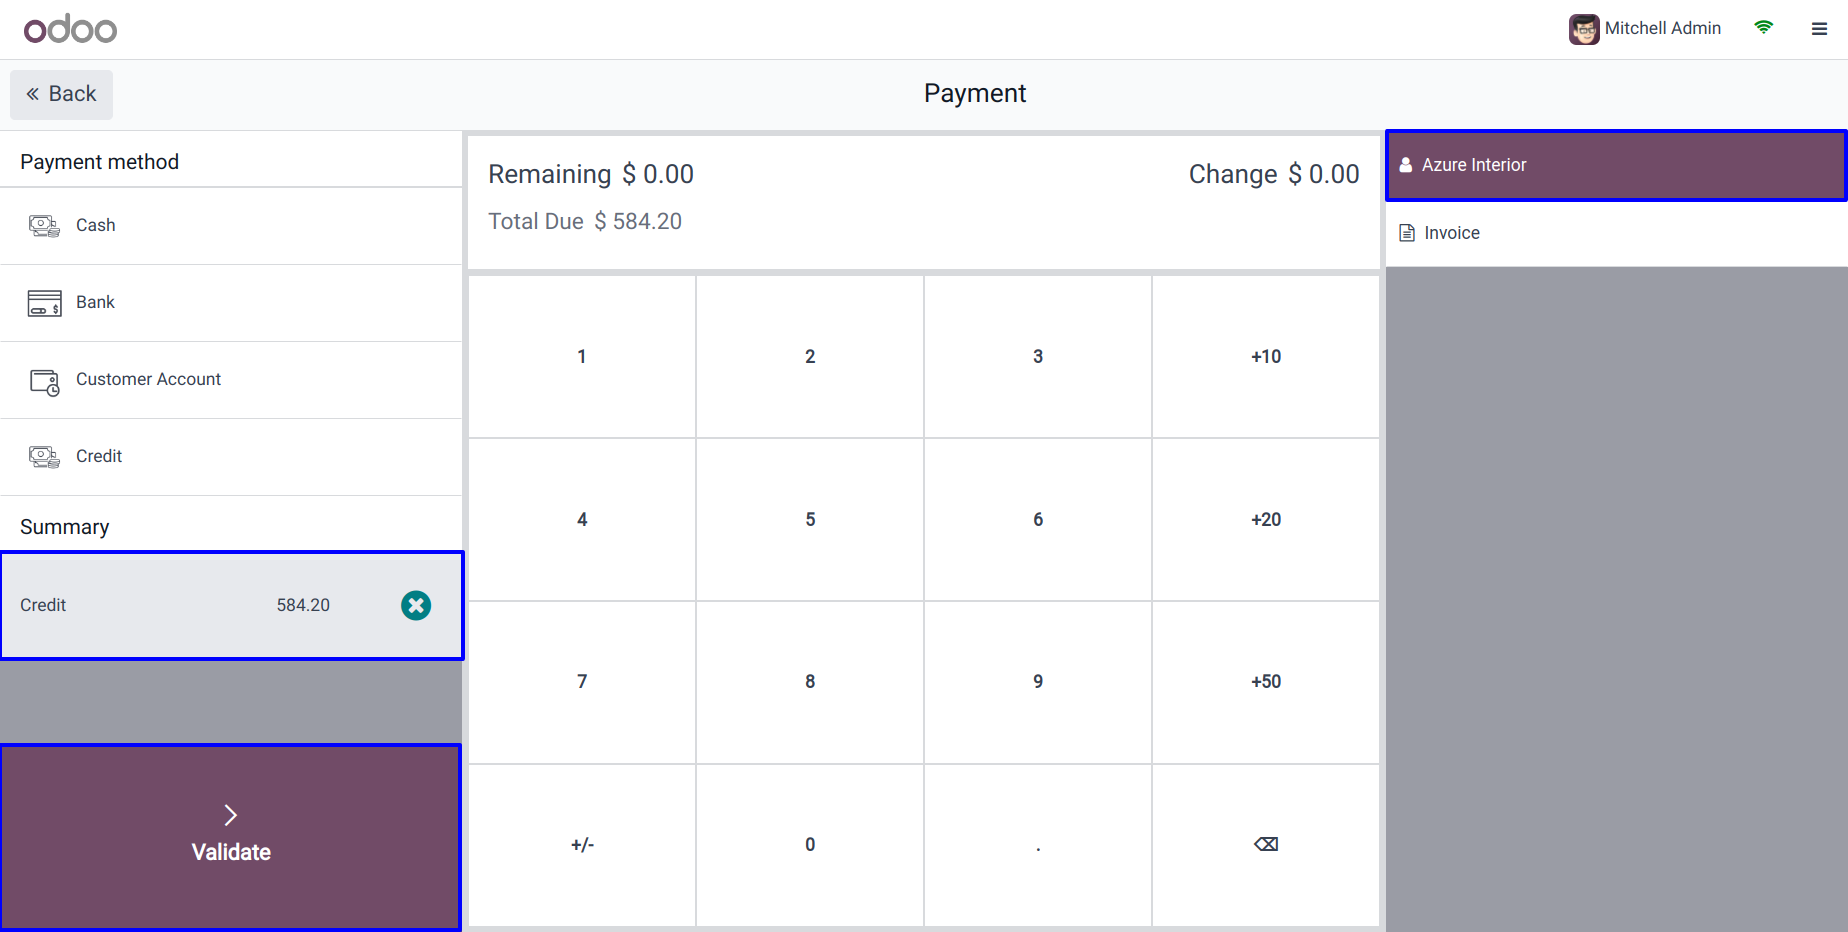 odoo
Mitchell Admin
« Back
Payment
Payment method
Cash
Bank
Customer Account
Credit
Summary
Credit 584.20
Validate
Remaining $ 0.00
Change $ 0.00
Total Due $ 584.20
1 2 3 +10
4 5 6 +20
7 8 9 +50
+/- 0 . ⌫
Azure Interior
Invoice